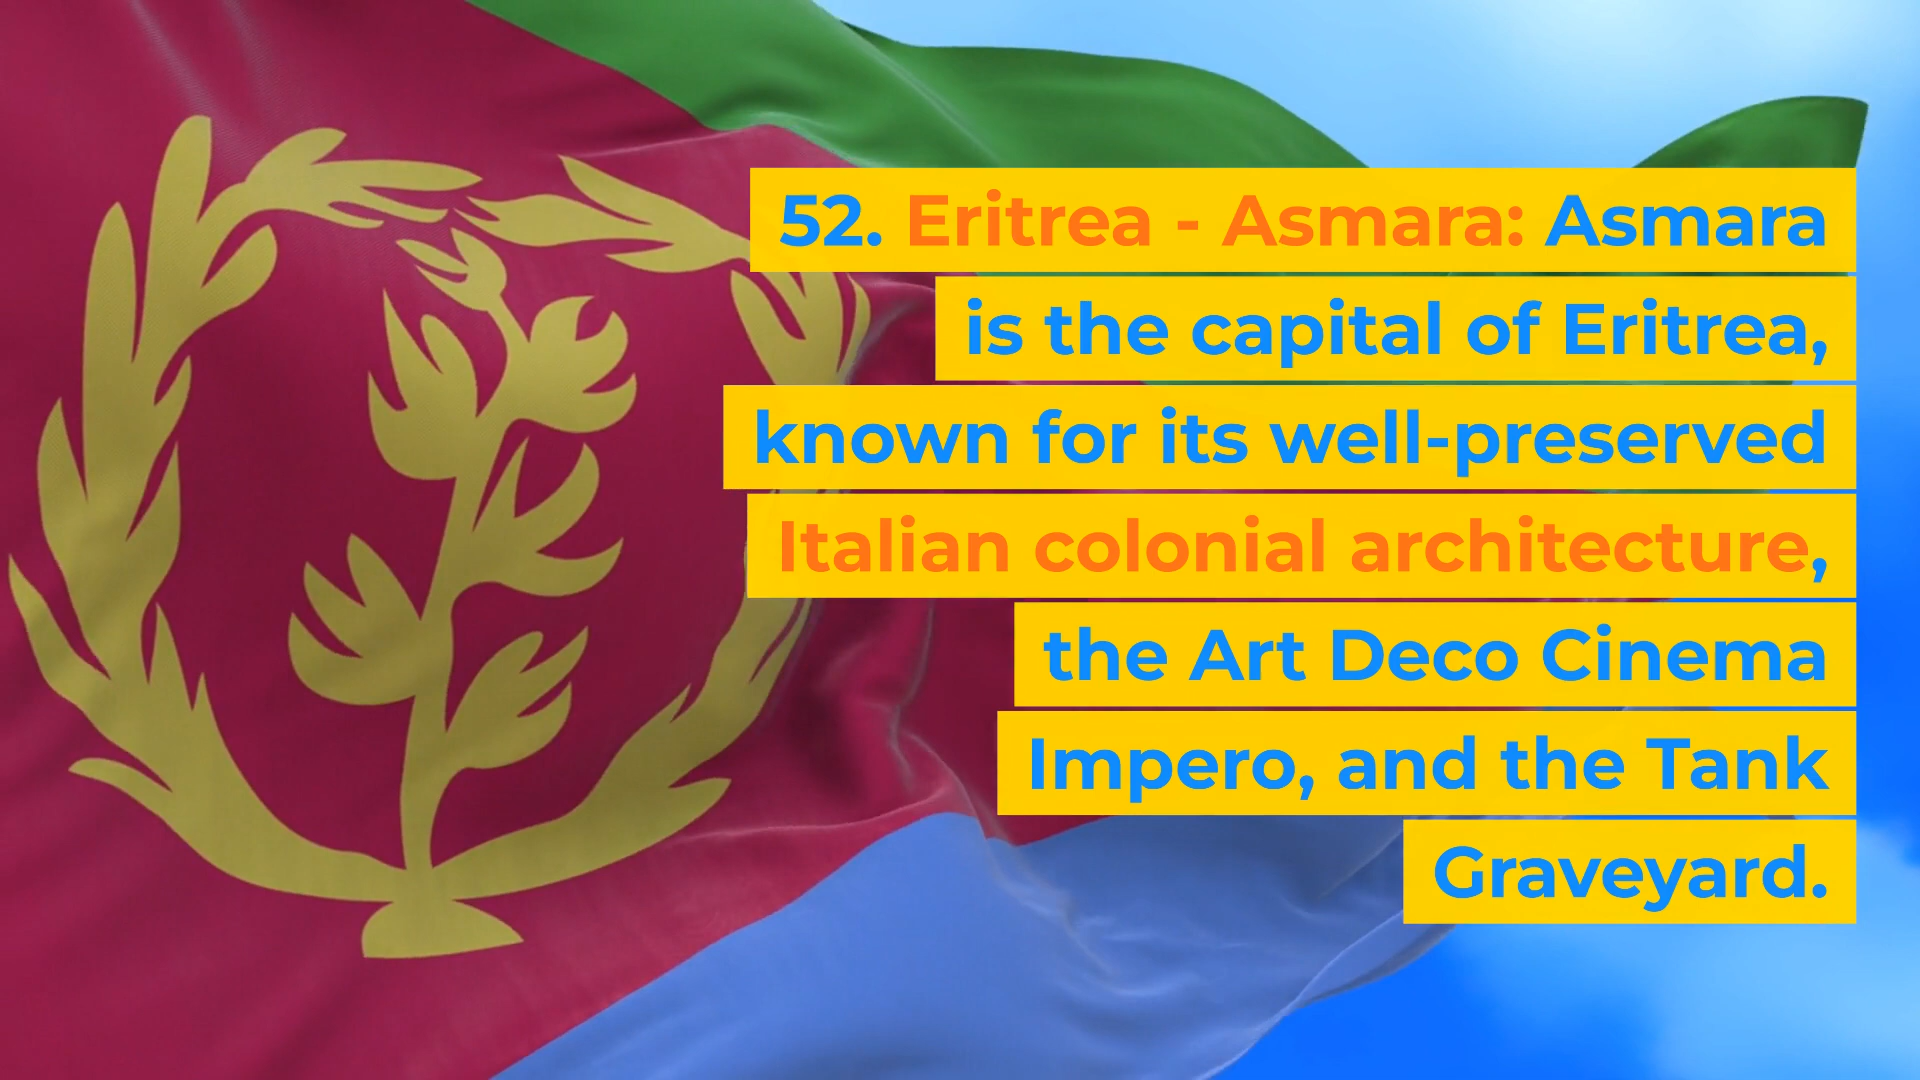 52. Eritrea - Asmara: Asmara
is the capital of Eritrea,
known for its well-preserved
Italian colonial architecture,
the Art Deco Cinema
Impero, and the Tank
Graveyard.